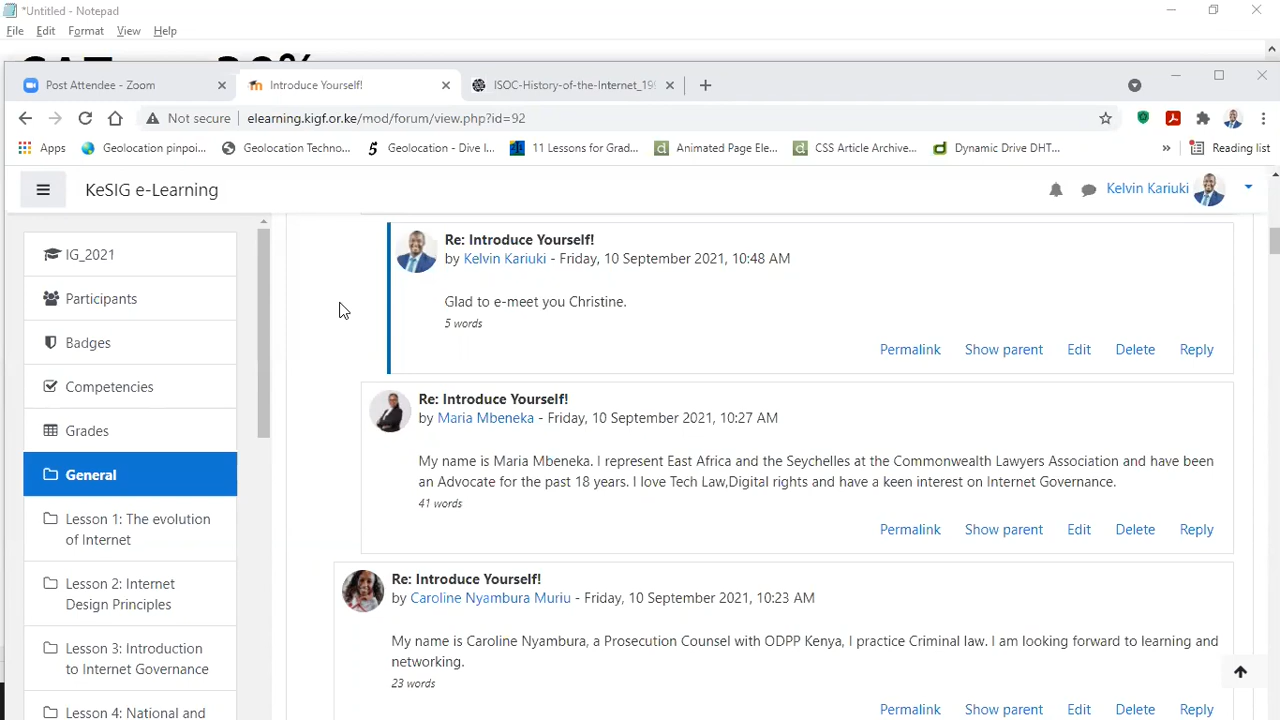 *Untitled - Notepad
File Edit Format View Help
Post Attendee - Zoom
Introduce Yourself!
ISOC-History-of-the-Internet_19
Not secure elearning.kigf.or.ke/mod/forum/view.php?id=92
Apps Geolocation pinpoi... Geolocation Techno... Geolocation - Dive I... 11 Lessons for Grad... Animated Page Ele... CSS Article Archive... Dynamic Drive DHT... » Reading list
KeSIG e-Learning
Kelvin Kariuki
IG_2021
Participants
Badges
Competencies
Grades
General
Lesson 1: The evolution
of Internet
Lesson 2: Internet
Design Principles
Lesson 3: Introduction
to Internet Governance
Lesson 4: National and
Re: Introduce Yourself!
by Kelvin Kariuki - Friday, 10 September 2021, 10:48 AM
Glad to e-meet you Christine.
5 words
Permalink Show parent Edit Delete Reply
Re: Introduce Yourself!
by Maria Mbeneka - Friday, 10 September 2021, 10:27 AM
My name is Maria Mbeneka. I represent East Africa and the Seychelles at the Commonwealth Lawyers Association and have been
an Advocate for the past 18 years. I love Tech Law,Digital rights and have a keen interest on Internet Governance.
41 words
Permalink Show parent Edit Delete Reply
Re: Introduce Yourself!
by Caroline Nyambura Muriu - Friday, 10 September 2021, 10:23 AM
My name is Caroline Nyambura, a Prosecution Counsel with ODPP Kenya, I practice Criminal law. I am looking forward to learning and
networking.
23 words
Permalink Show parent Edit Delete Reply